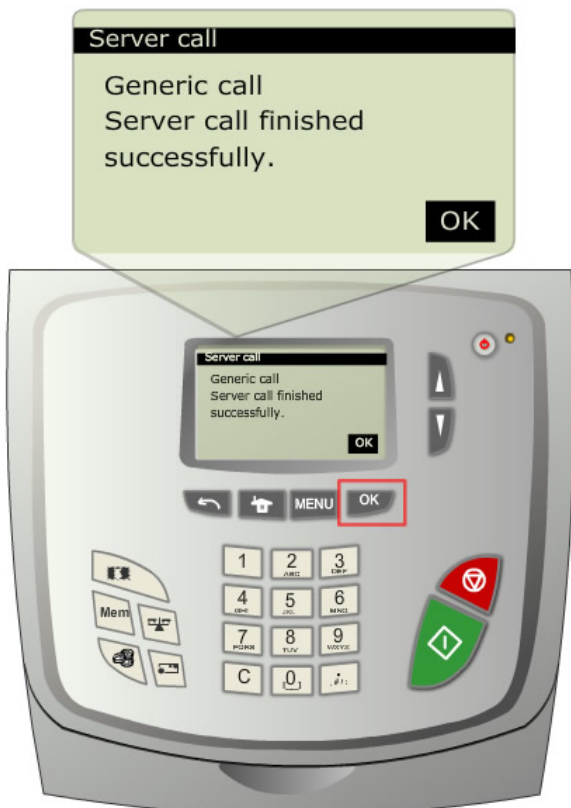 Server call
Generic call
Server call finished
successfully.
OK
Server call
Generic call
Server call finished
successfully.
OK
MENU
OK
1
2
ABC
3
DEF
Mem
4
GHI
5
JKL
6
MNO
7
PQRS
8
TUV
9
WXYZ
C
0